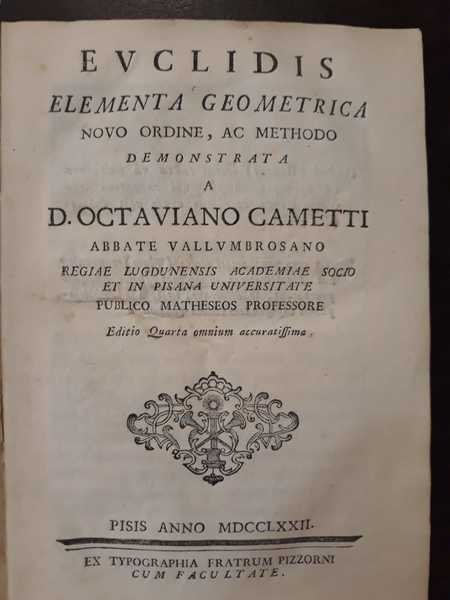 EVCLIDIS
ELEMENTA GEOMETRICA
NOVO ORDINE, AC METHODO
DEMONSTRATA
A
D. OCTAVIANO CAMETTI
ABBATE VALLVMBROSANO
REGIAE LUGDUNENSIS ACADEMIAE SOCIO
ET IN PISANA UNIVERSITATE
PUBLICO MATHESEOS PROFESSORE
Editio Quarta omnium accuratiſſima.
PISIS ANNO MDCCLXXII.
EX TYPOGRAPHIA FRATRUM PIZZORNI
CUM FACULTATE.